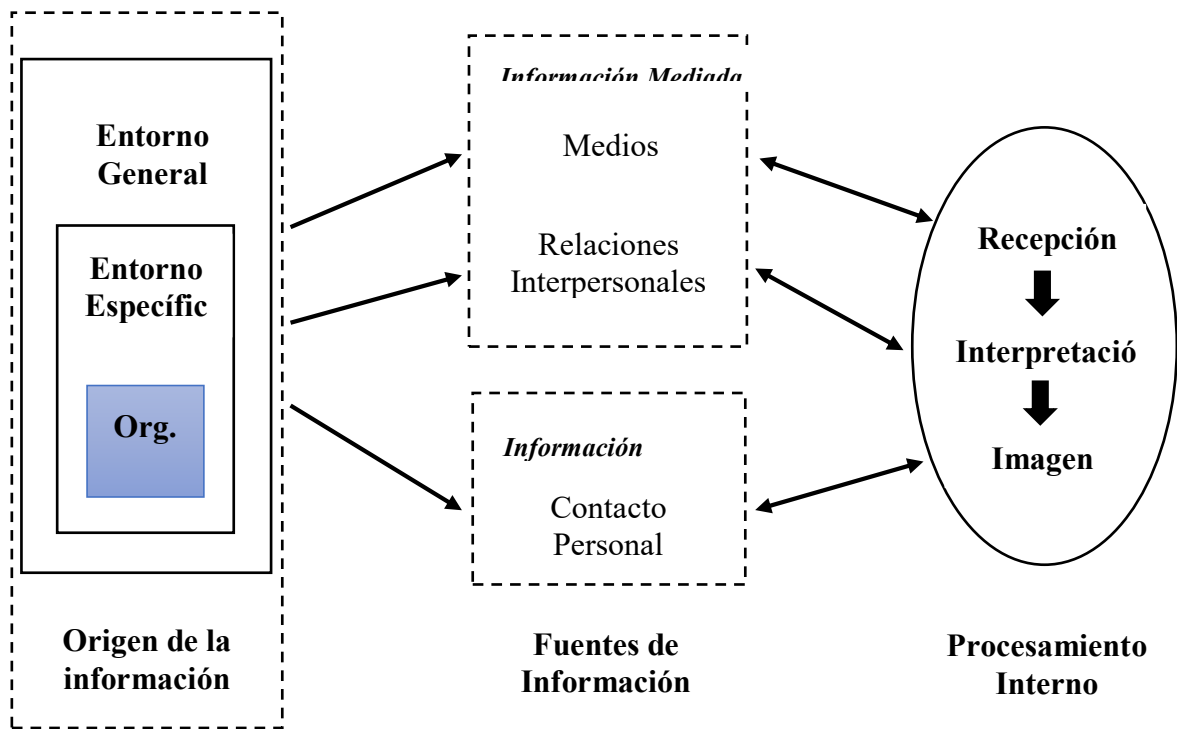 Entorno
General
Entorno
Específic
Org.
Origen de la
información
Información Mediada
Medios
Relaciones
Interpersonales
Información
Contacto
Personal
Fuentes de
Información
Recepción
Interpretació
Imagen
Procesamiento
Interno